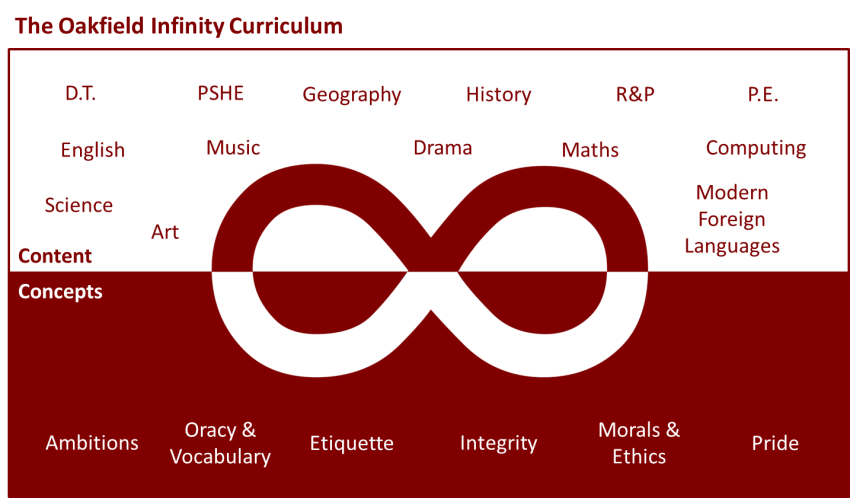 The Oakfield Infinity Curriculum
D.T. PSHE Geography History R&P P.E.
English Music Drama Maths Computing
Science
Art
Modern
Foreign
Languages
Content
Concepts
Ambitions
Oracy &
Vocabulary
Etiquette
Integrity
Morals &
Ethics
Pride